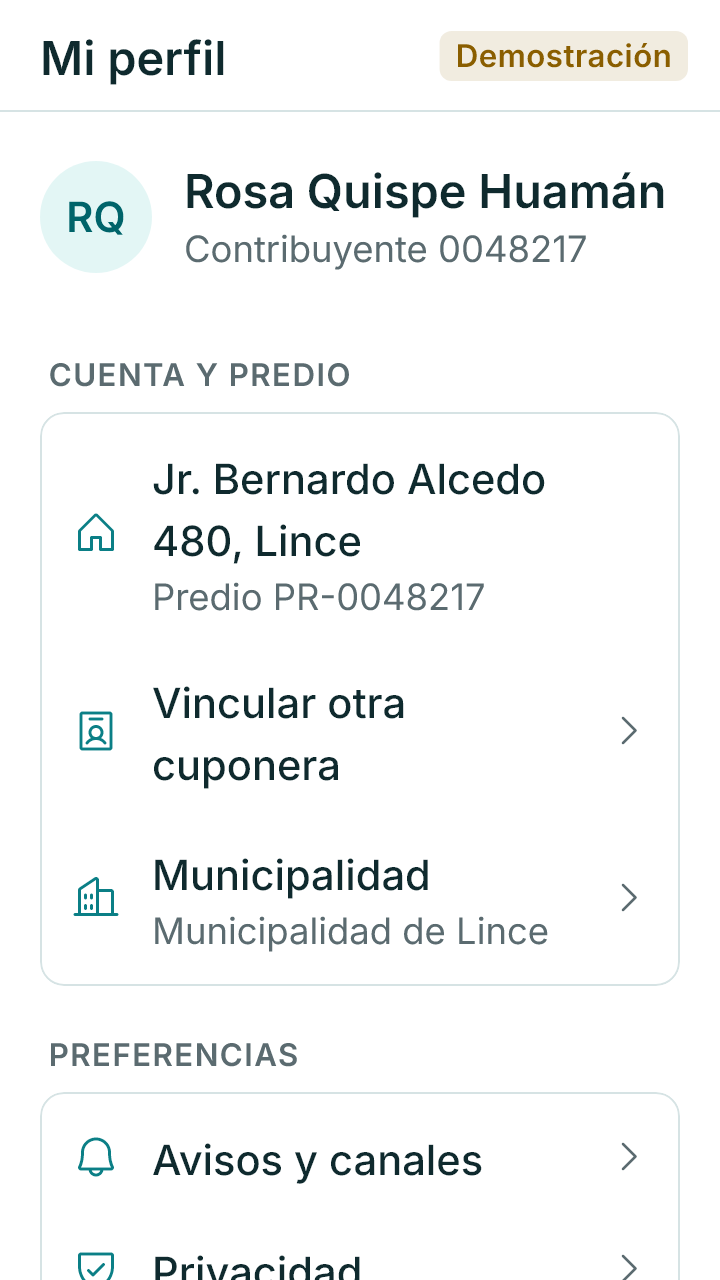 Mi perfil
Demostración
RQ
Rosa Quispe Huamán
Contribuyente 0048217
CUENTA Y PREDIO
Jr. Bernardo Alcedo
480, Lince
Predio PR-0048217
Vincular otra
cuponera
Municipalidad
Municipalidad de Lince
PREFERENCIAS
Avisos y canales
Privacidad